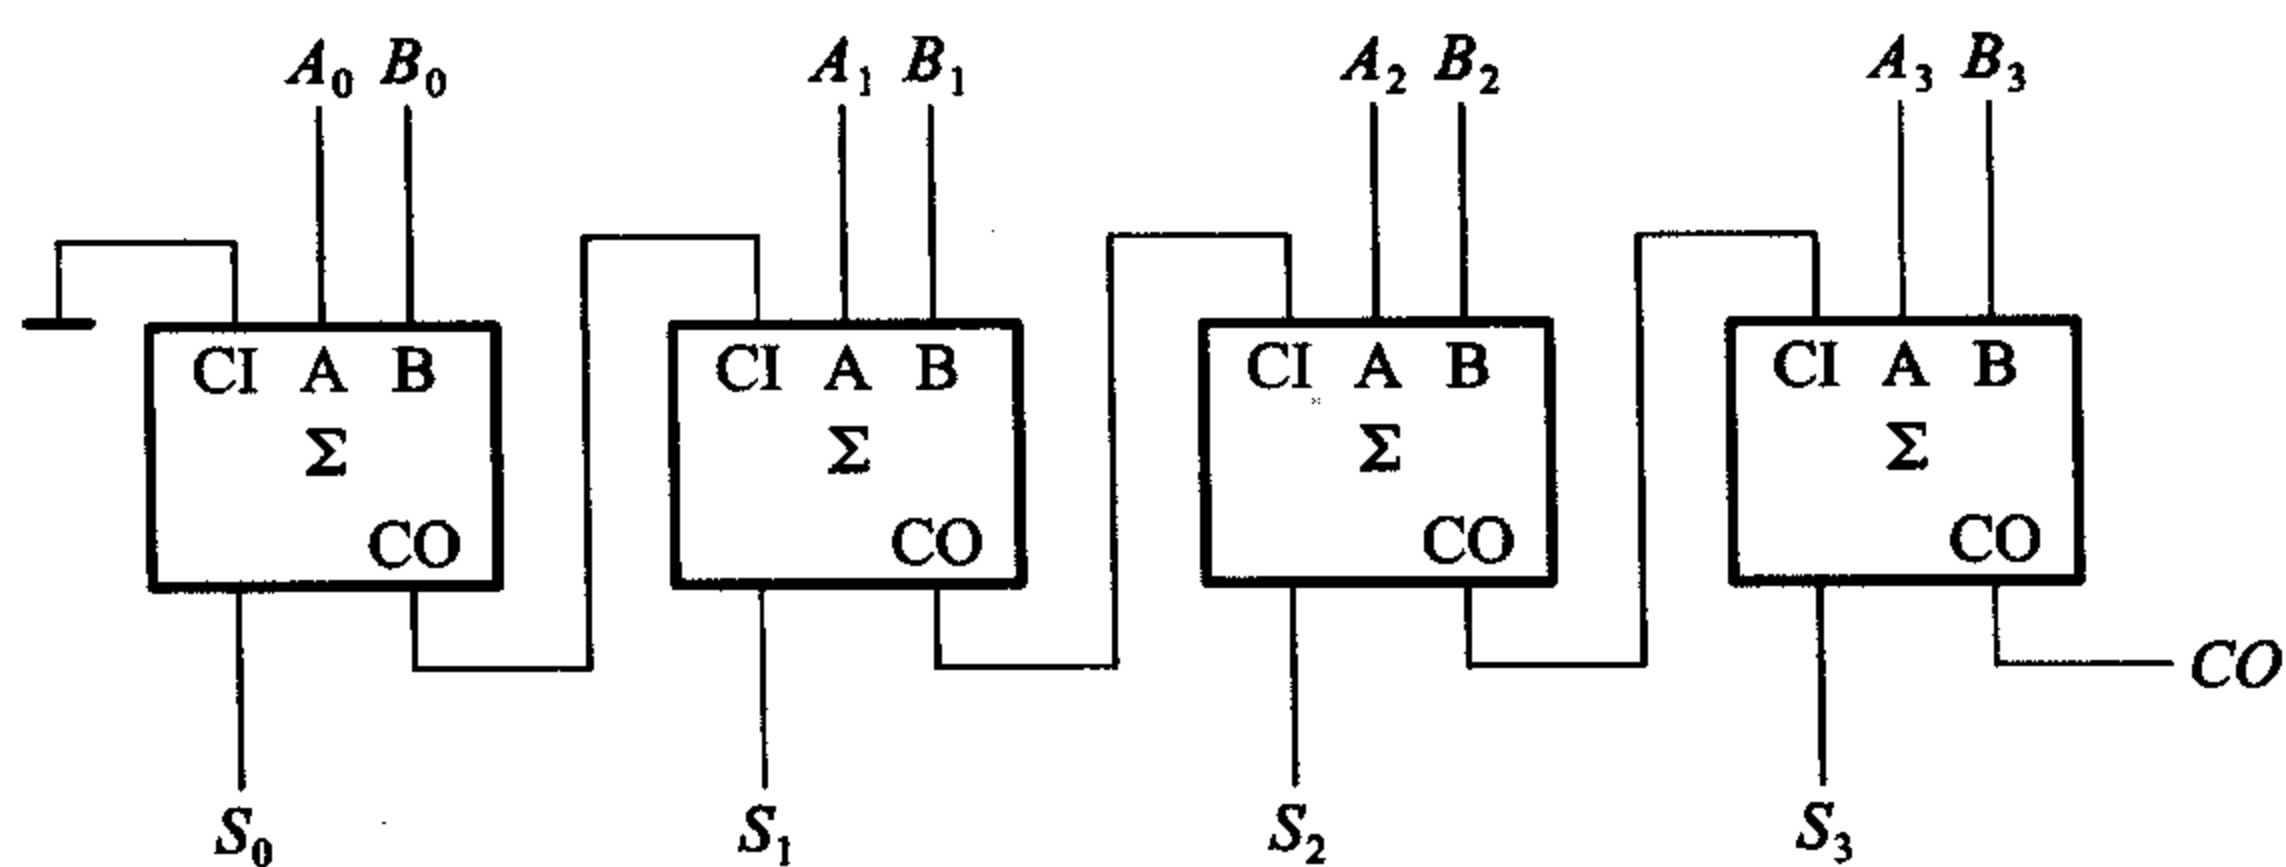 A₀ B₀ A₁ B₁ A₂ B₂ A₃ B₃
CI A B CI A B CI A B CI A B
Σ Σ Σ Σ
CO CO CO CO
CO
S₀ S₁ S₂ S₃